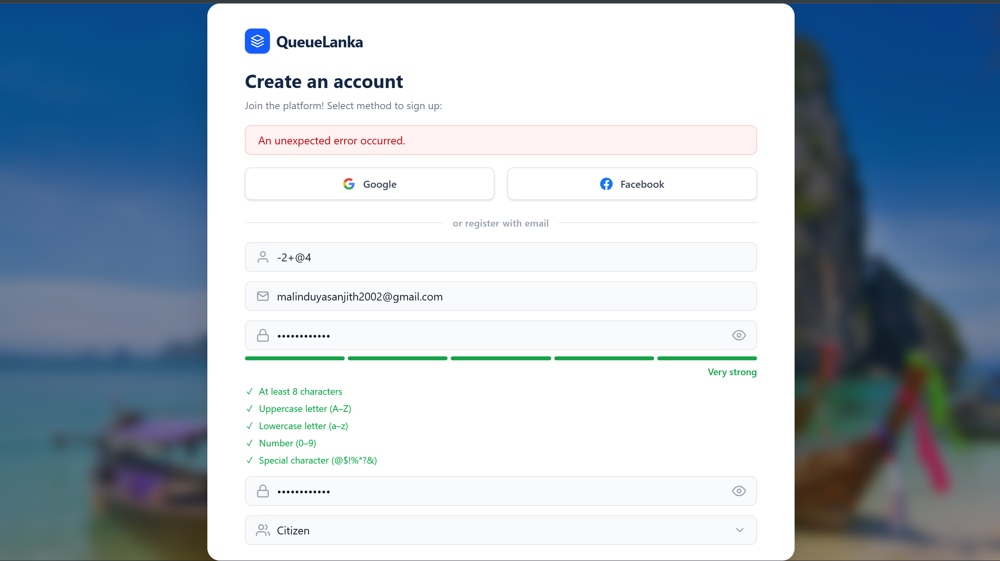 QueueLanka
Create an account
Join the platform! Select method to sign up:
An unexpected error occurred.
Google
Facebook
or register with email
-2+@4
malinduyasanjith2002@gmail.com
••••••••••••
Very strong
✓ At least 8 characters
✓ Uppercase letter (A–Z)
✓ Lowercase letter (a–z)
✓ Number (0–9)
✓ Special character (@$!%*?&)
••••••••••••
Citizen